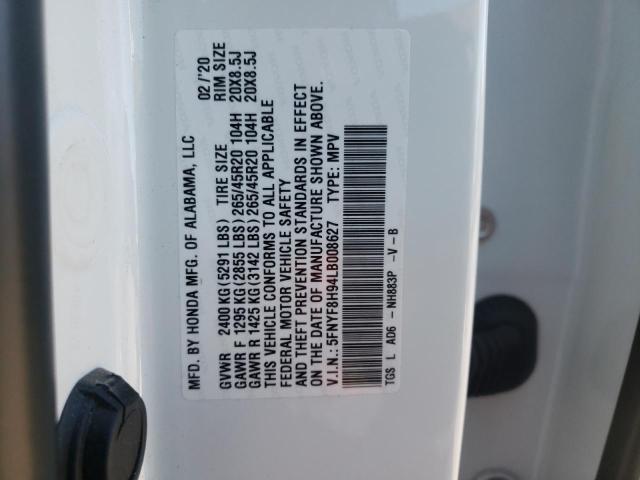 MFD. BY HONDA MFG. OF ALABAMA, LLC 02/'20
GVWR 2400 KG (5291 LBS) TIRE SIZE RIM SIZE
GAWR F 1295 KG (2855 LBS) 265/45R20 104H 20X8.5J
GAWR R 1425 KG (3142 LBS) 265/45R20 104H 20X8.5J
THIS VEHICLE CONFORMS TO ALL APPLICABLE
FEDERAL MOTOR VEHICLE SAFETY
AND THEFT PREVENTION STANDARDS IN EFFECT
ON THE DATE OF MANUFACTURE SHOWN ABOVE.
V.I.N.: 5FNYF8H94LB008627 TYPE: MPV
TGS L AD6 - NH883P -V - B